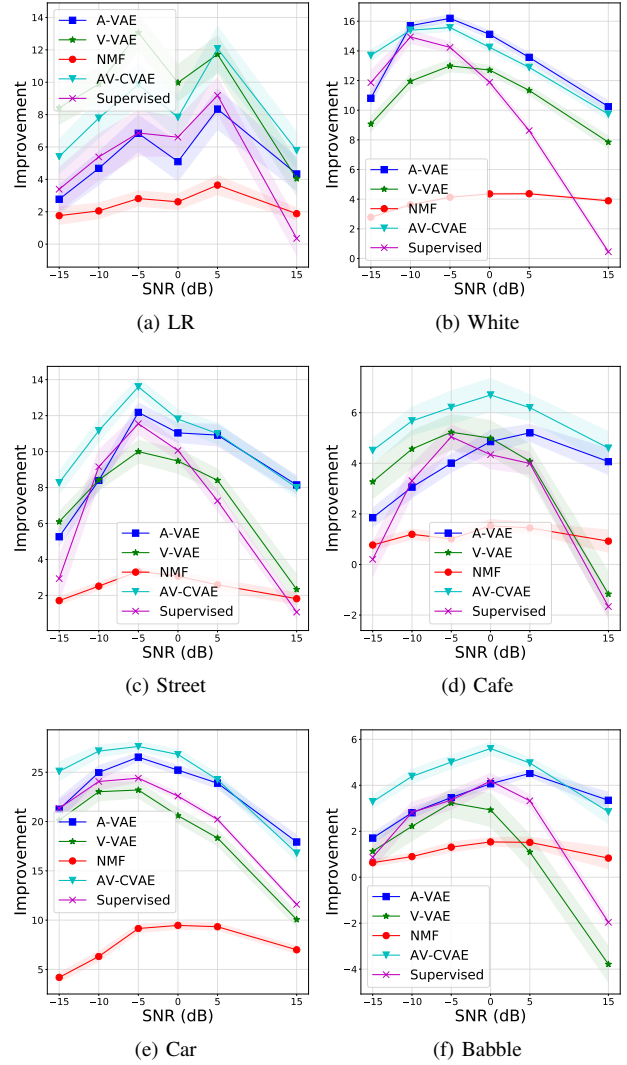 Improvement
14
12
10
8
6
4
2
0
A-VAE
V-VAE
NMF
AV-CVAE
Supervised
−15 −10 −5 0 5 15
SNR (dB)
(a) LR
Improvement
16
14
12
10
8
6
4
2
0
A-VAE
V-VAE
NMF
AV-CVAE
Supervised
−15 −10 −5 0 5 15
SNR (dB)
(b) White
Improvement
14
12
10
8
6
4
2
A-VAE
V-VAE
NMF
AV-CVAE
Supervised
−15 −10 −5 0 5 15
SNR (dB)
(c) Street
Improvement
6
4
2
0
−2
A-VAE
V-VAE
NMF
AV-CVAE
Supervised
−15 −10 −5 0 5 15
SNR (dB)
(d) Cafe
Improvement
25
20
15
10
5
A-VAE
V-VAE
NMF
AV-CVAE
Supervised
−15 −10 −5 0 5 15
SNR (dB)
(e) Car
Improvement
6
4
2
0
−2
−4
A-VAE
V-VAE
NMF
AV-CVAE
Supervised
−15 −10 −5 0 5 15
SNR (dB)
(f) Babble